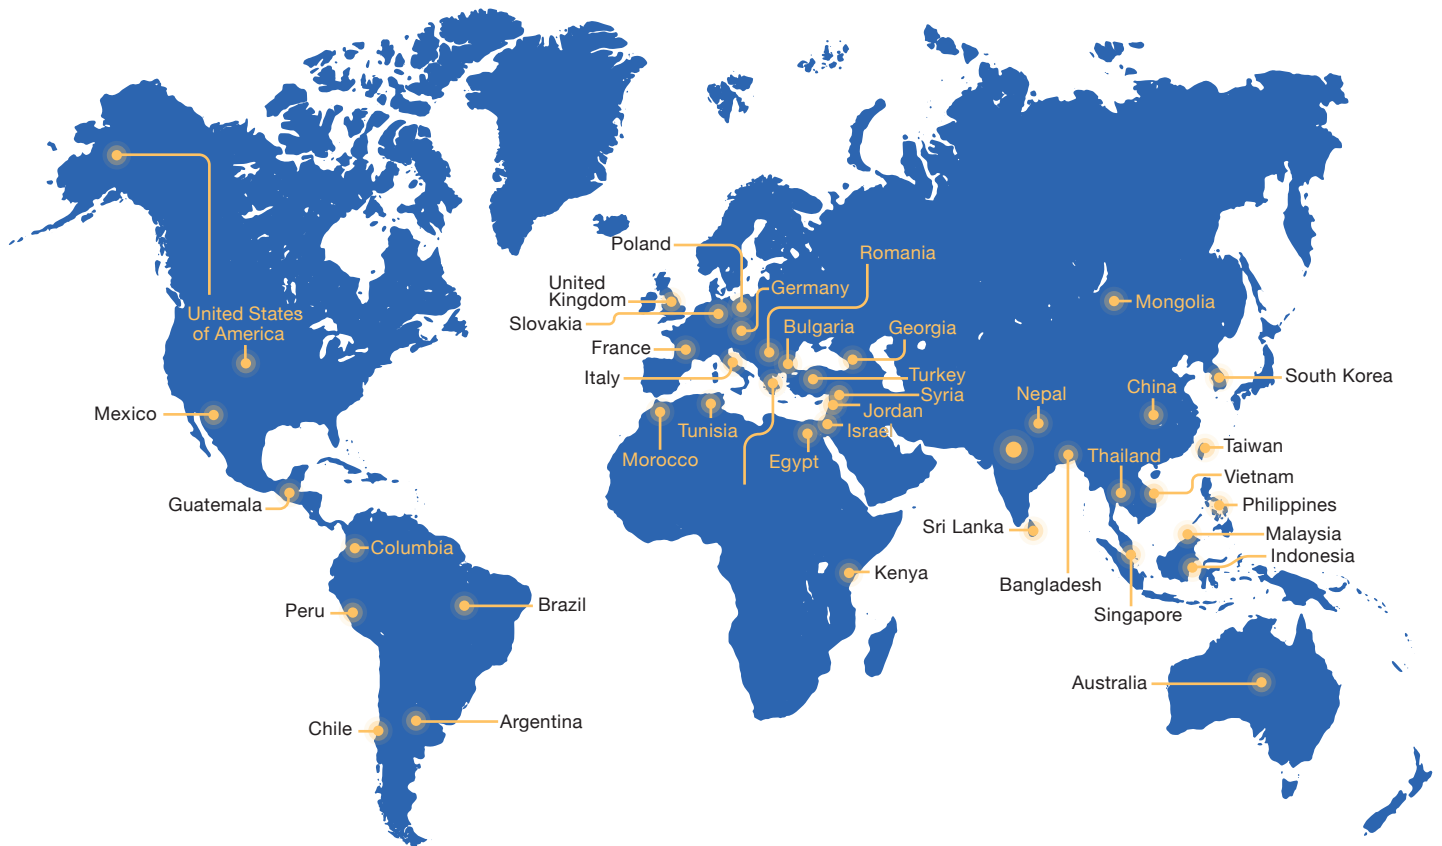 Poland
Romania
United
Kingdom
Germany
Mongolia
United States
of America
Slovakia
Bulgaria
Georgia
France
Italy
Turkey
South Korea
Syria
Nepal
China
Mexico
Jordan
Tunisia
Israel
Taiwan
Morocco
Egypt
Thailand
Vietnam
Guatemala
Philippines
Sri Lanka
Malaysia
Columbia
Indonesia
Kenya
Bangladesh
Peru
Brazil
Singapore
Australia
Chile
Argentina